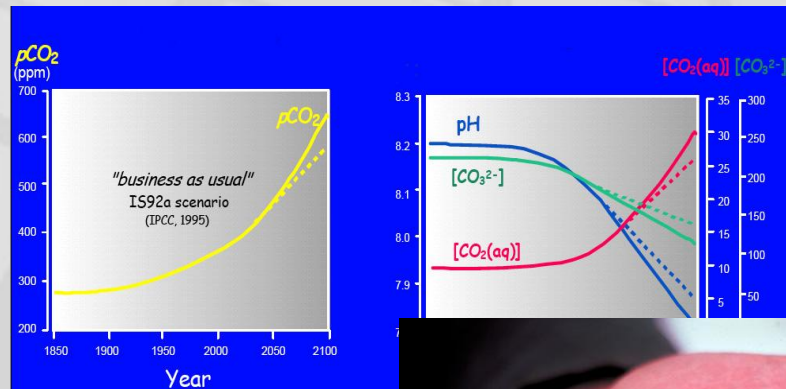 pCO2
(ppm)
700
600
500
400
300
200
1850
1900
1950
2000
2050
2100
Year
pCO2
"business as usual"
IS92a scenario
(IPCC, 1995)
[CO2(aq)] [CO3²⁻]
8.3
8.2
8.1
8.0
7.9
pH
[CO3²⁻]
[CO2(aq)]
35
30
25
20
15
10
5
300
250
200
150
100
50